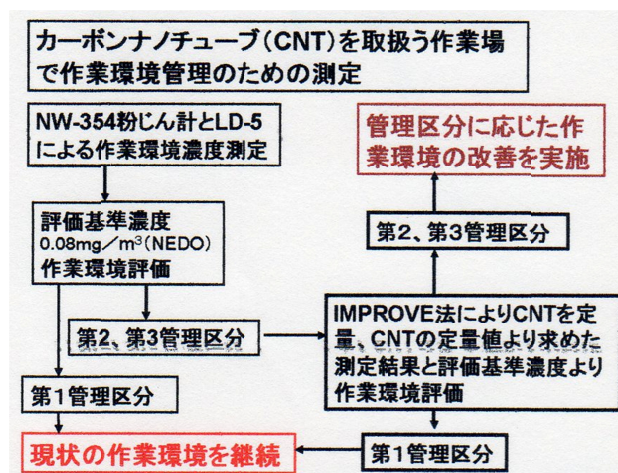 カーボンナノチューブ(CNT)を取扱う作業場
で作業環境管理のための測定
NW-354粉じん計とLD-5
による作業環境濃度測定
評価基準濃度
0.08mg/m³(NEDO)
作業環境評価
第2、第3管理区分
第1管理区分
現状の作業環境を継続
管理区分に応じた作
業環境の改善を実施
第2、第3管理区分
IMPROVE法によりCNTを定
量、CNTの定量値より求めた
測定結果と評価基準濃度より
作業環境評価
第1管理区分